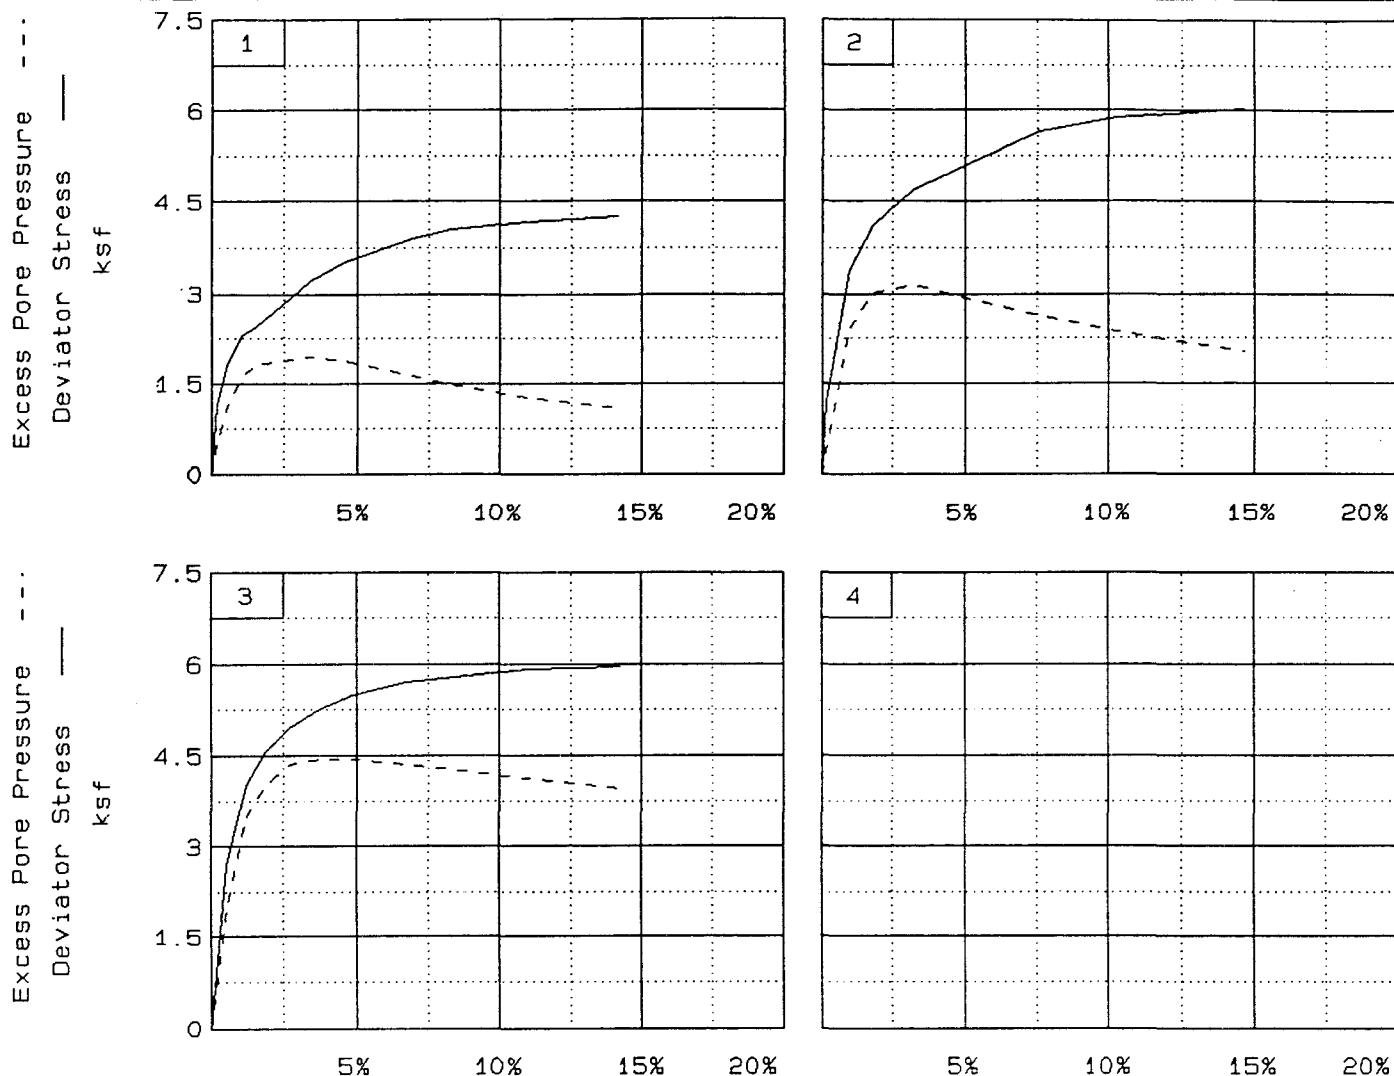 Excess Pore Pressure ---
Deviator Stress ——
ksf
7.5
6
4.5
3
1.5
0
1
5% 10% 15% 20%
2
5% 10% 15% 20%
Excess Pore Pressure ---
Deviator Stress ——
ksf
7.5
6
4.5
3
1.5
0
3
5% 10% 15% 20%
4
5% 10% 15% 20%